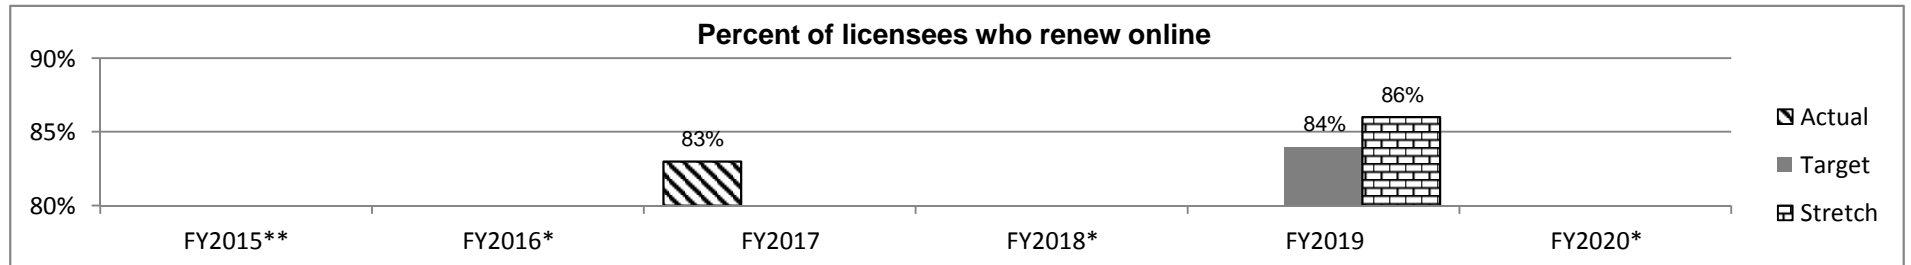 Percent of licensees who renew online
90%
85%
80%
83%
84%
86%
FY2015**
FY2016*
FY2017
FY2018*
FY2019
FY2020*
Actual
Target
Stretch